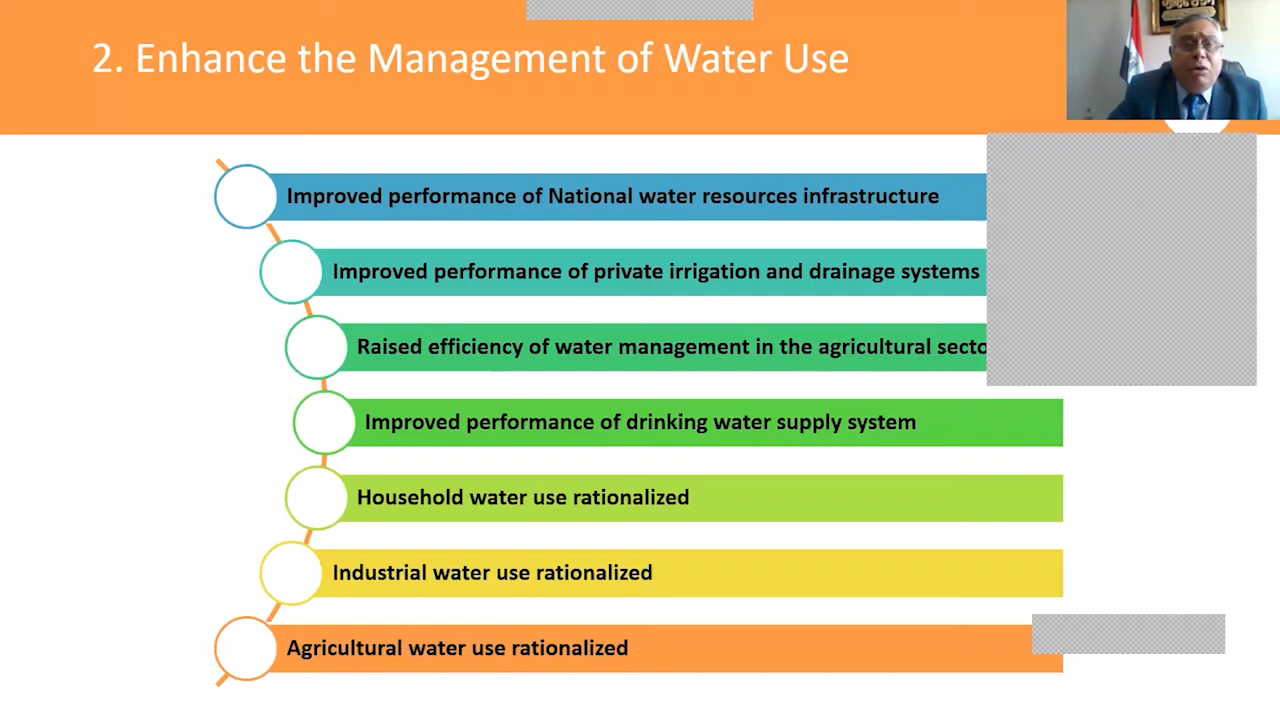 2. Enhance the Management of Water Use
Improved performance of National water resources infrastructure
Improved performance of private irrigation and drainage systems
Raised efficiency of water management in the agricultural
Improved performance of drinking water supply system
Household water use rationalized
Industrial water use rationalized
Agricultural water use rationalized